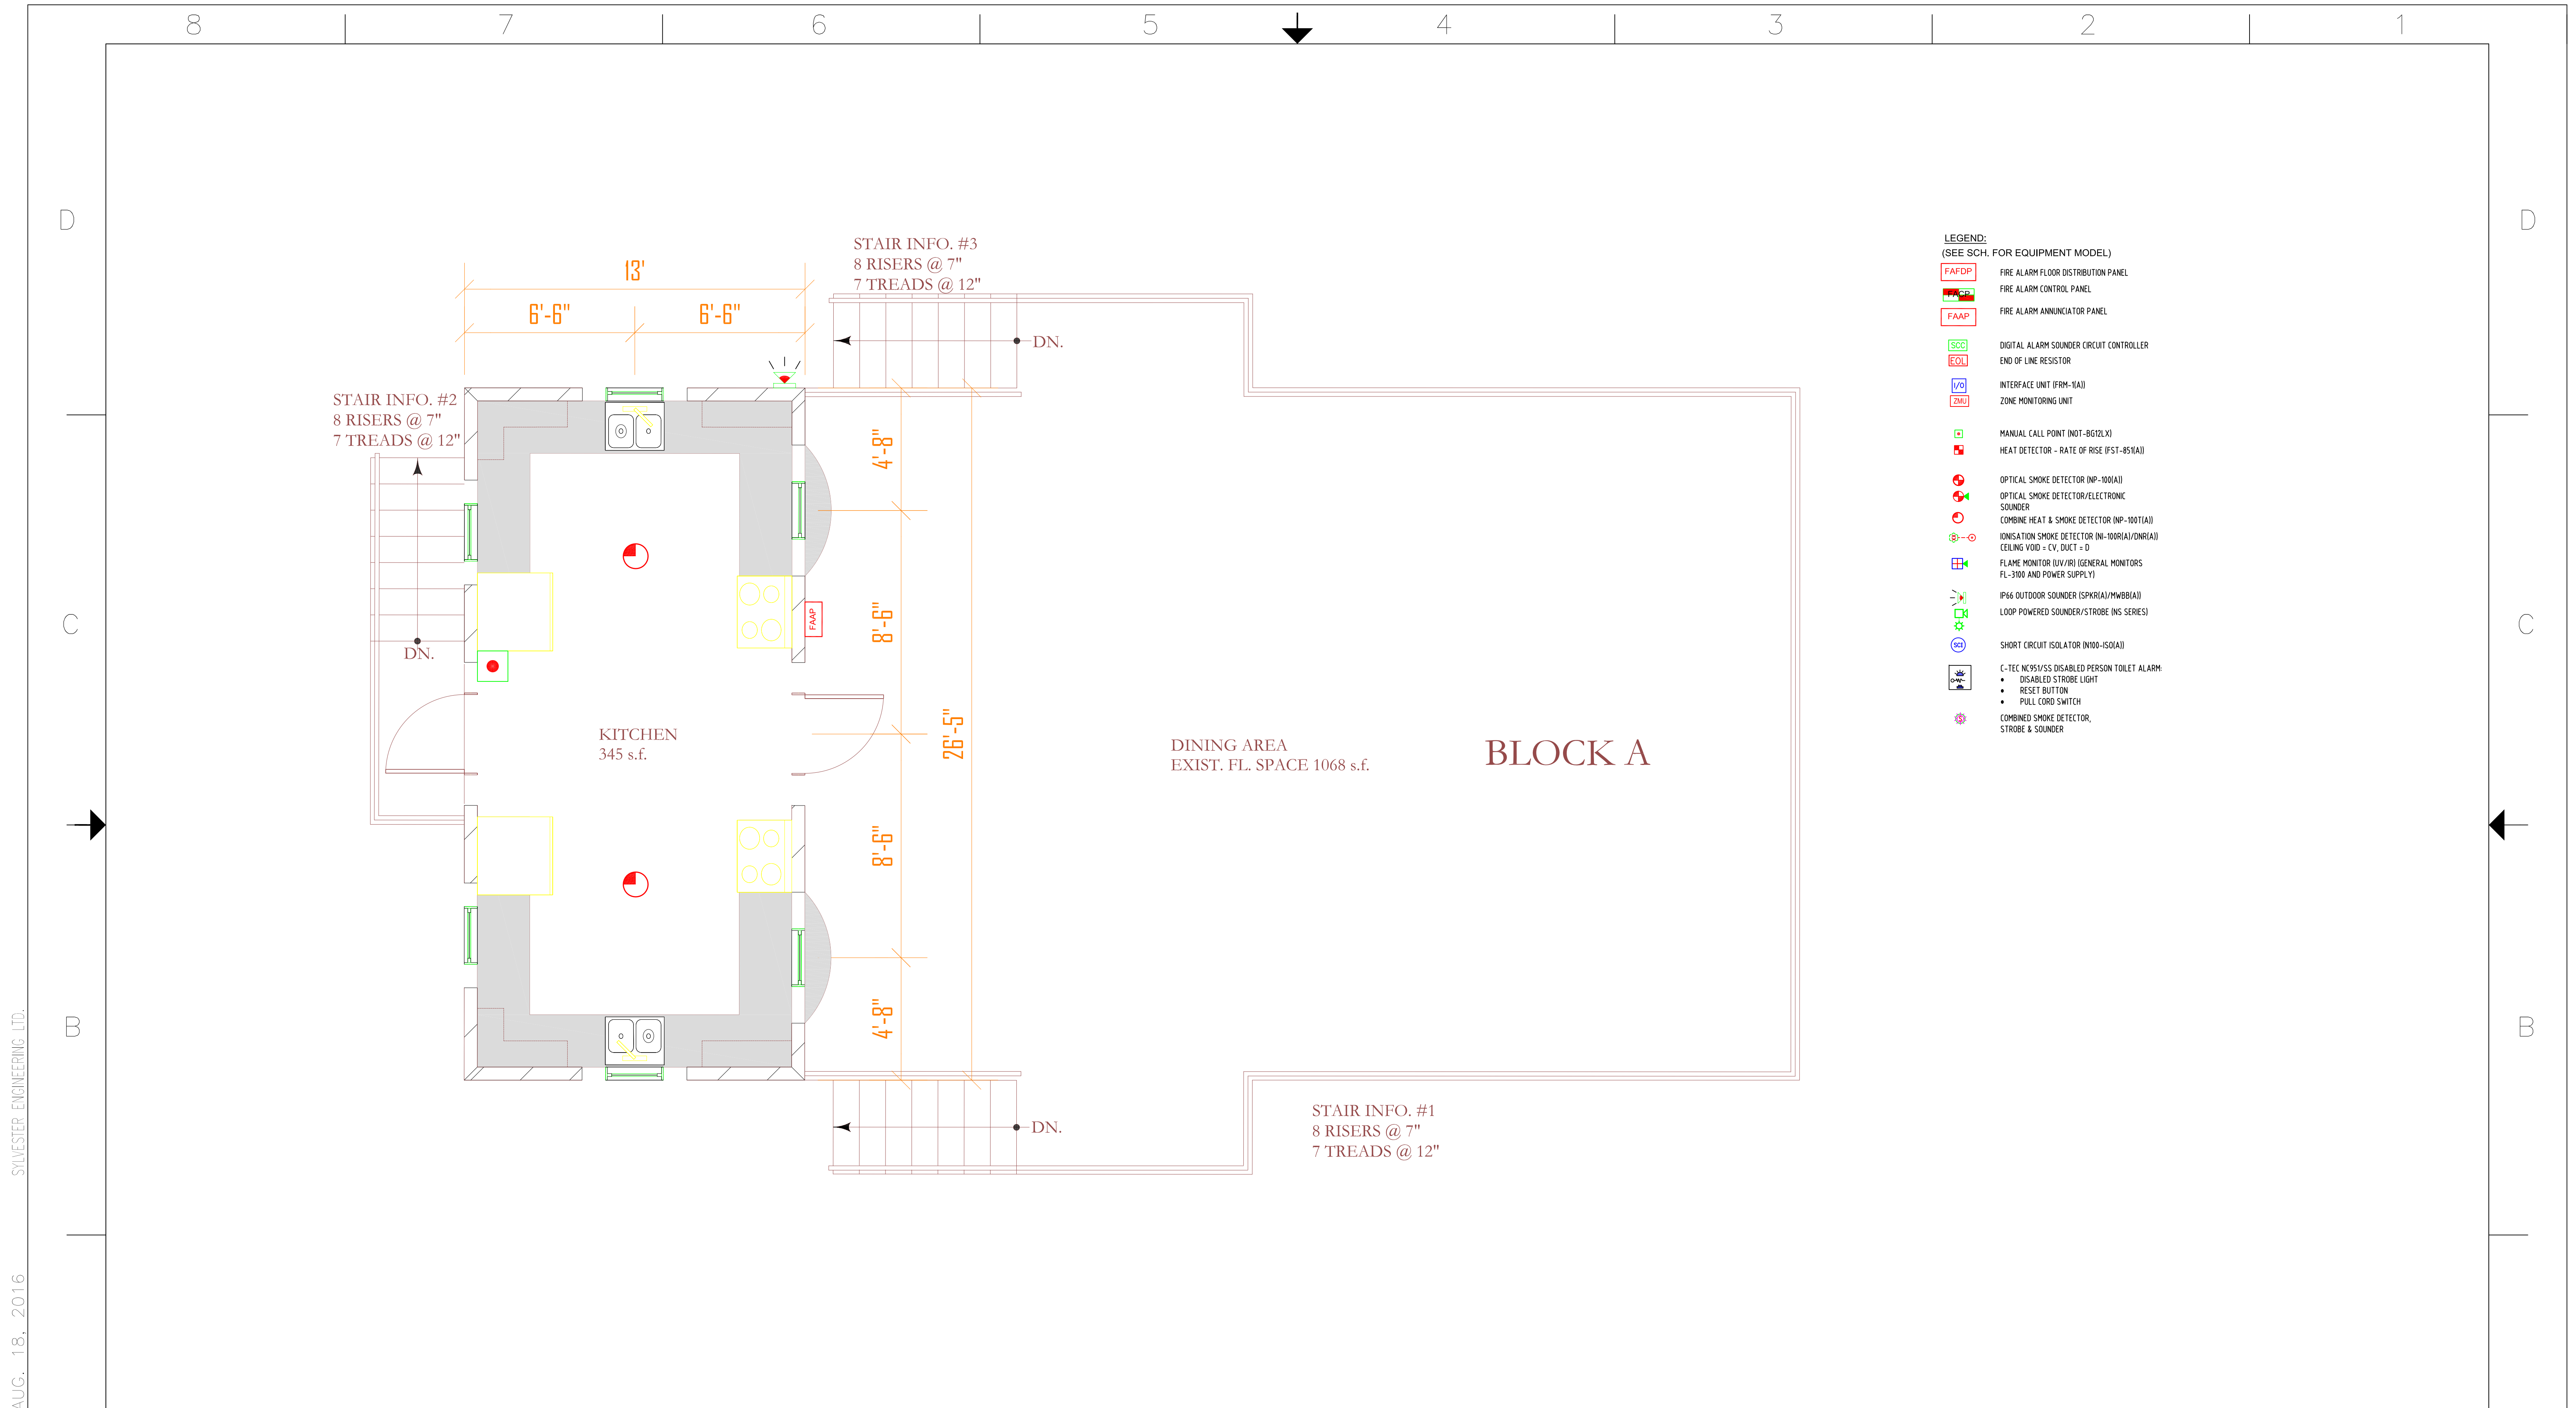 8 7 6 5 4 3 2 1
D D
STAIR INFO. #3
8 RISERS @ 7"
7 TREADS @ 12"
13'
6'-6" 6'-6"
DN.
STAIR INFO. #2
8 RISERS @ 7"
7 TREADS @ 12"
DN.
4'-8"
8'-6"
FAAP
26'-5"
KITCHEN
345 s.f.
DINING AREA
EXIST. FL. SPACE 1068 s.f.
BLOCK A
8'-6"
4'-8"
DN.
STAIR INFO. #1
8 RISERS @ 7"
7 TREADS @ 12"
LEGEND:
(SEE SCH. FOR EQUIPMENT MODEL)
FAFDP FIRE ALARM FLOOR DISTRIBUTION PANEL
FACP FIRE ALARM CONTROL PANEL
FAAP FIRE ALARM ANNUNCIATOR PANEL
SCC DIGITAL ALARM SOUNDER CIRCUIT CONTROLLER
EOL END OF LINE RESISTOR
I/O INTERFACE UNIT (FRM-1(A))
ZMU ZONE MONITORING UNIT
MANUAL CALL POINT (NOT-BG12LX)
HEAT DETECTOR - RATE OF RISE (FST-851(A))
OPTICAL SMOKE DETECTOR (NP-100(A))
OPTICAL SMOKE DETECTOR/ELECTRONIC
SOUNDER
COMBINE HEAT & SMOKE DETECTOR (NP-100T(A))
IONISATION SMOKE DETECTOR (NI-100R(A)/DNR(A))
CEILING VOID = CV, DUCT = D
FLAME MONITOR (UV/IR) (GENERAL MONITORS
FL-3100 AND POWER SUPPLY)
IP66 OUTDOOR SOUNDER (SPKR(A)/MWBB(A))
LOOP POWERED SOUNDER/STROBE (NS SERIES)
SCI SHORT CIRCUIT ISOLATOR (N100-ISO(A))
C-TEC NC951/SS DISABLED PERSON TOILET ALARM:
• DISABLED STROBE LIGHT
• RESET BUTTON
• PULL CORD SWITCH
S COMBINED SMOKE DETECTOR,
STROBE & SOUNDER
C C
B B
SYLVESTER ENGINEERING LTD.
AUG. 18, 2016